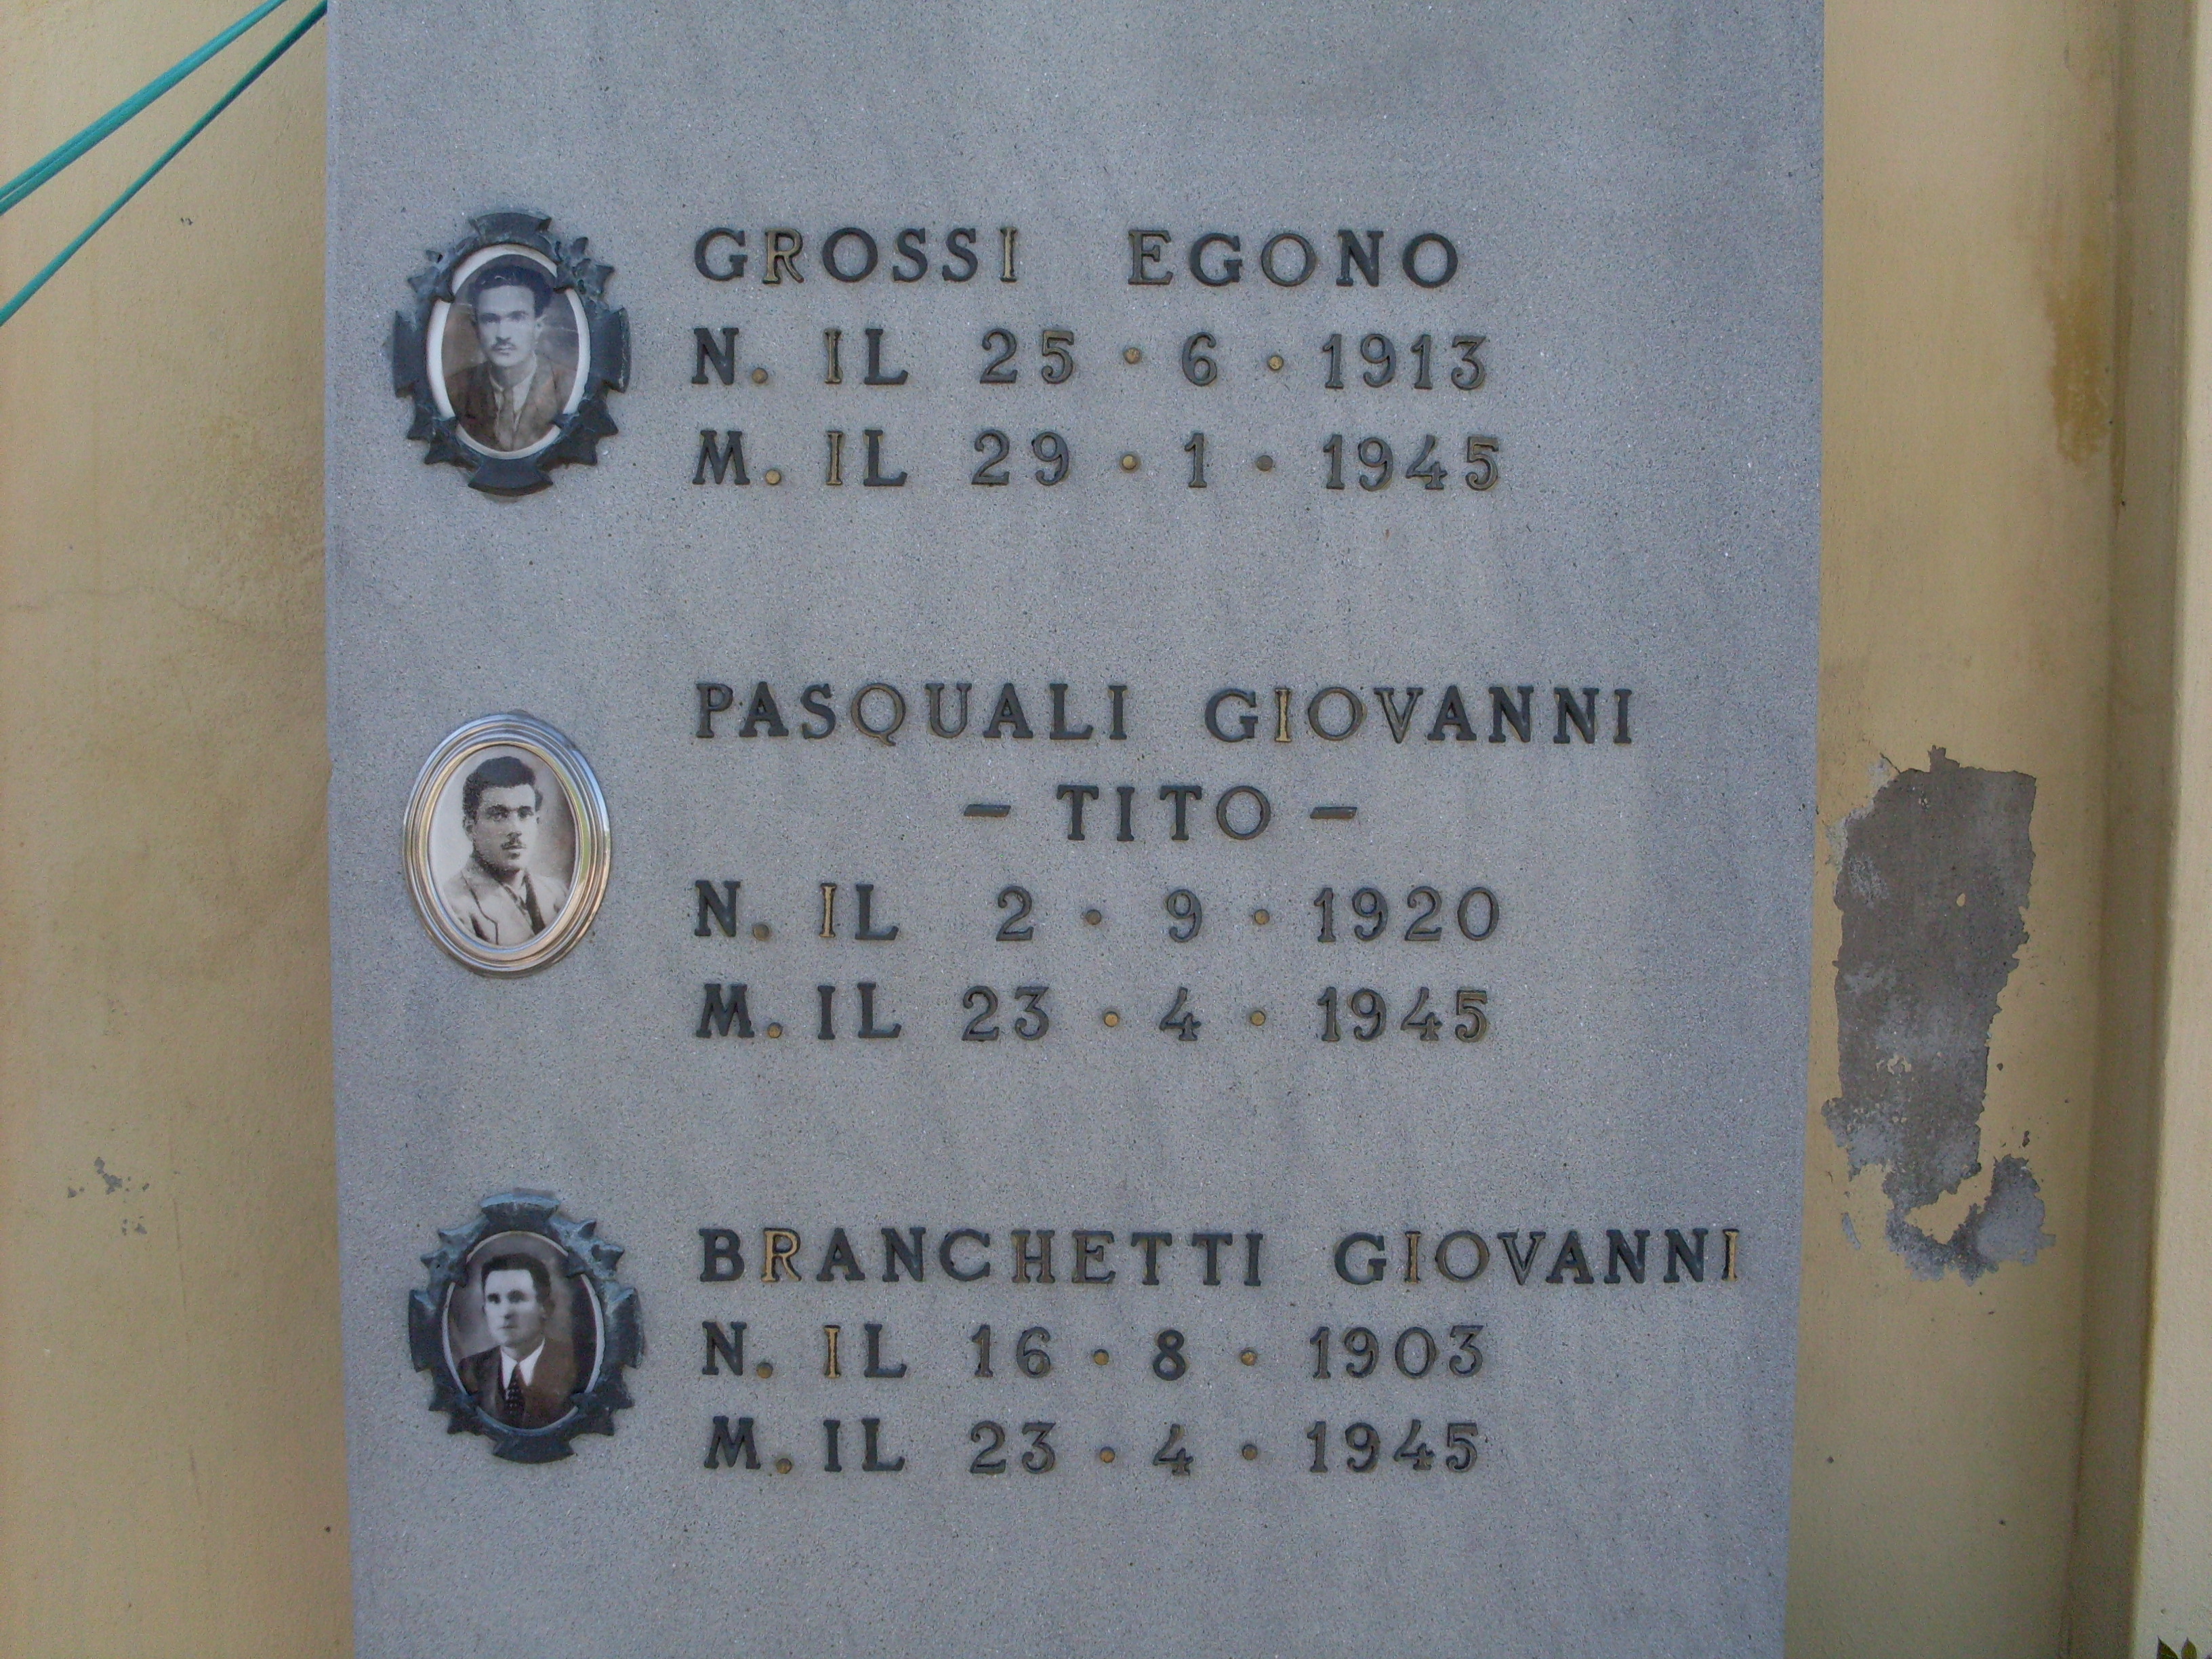 GROSSI EGONO
N. IL 25 · 6 · 1913
M. IL 29 · 1 · 1945
PASQUALI GIOVANNI
- TITO -
N. IL 2 · 9 · 1920
M. IL 23 · 4 · 1945
BRANCHETTI GIOVANNI
N. IL 16 · 8 · 1903
M. IL 23 · 4 · 1945